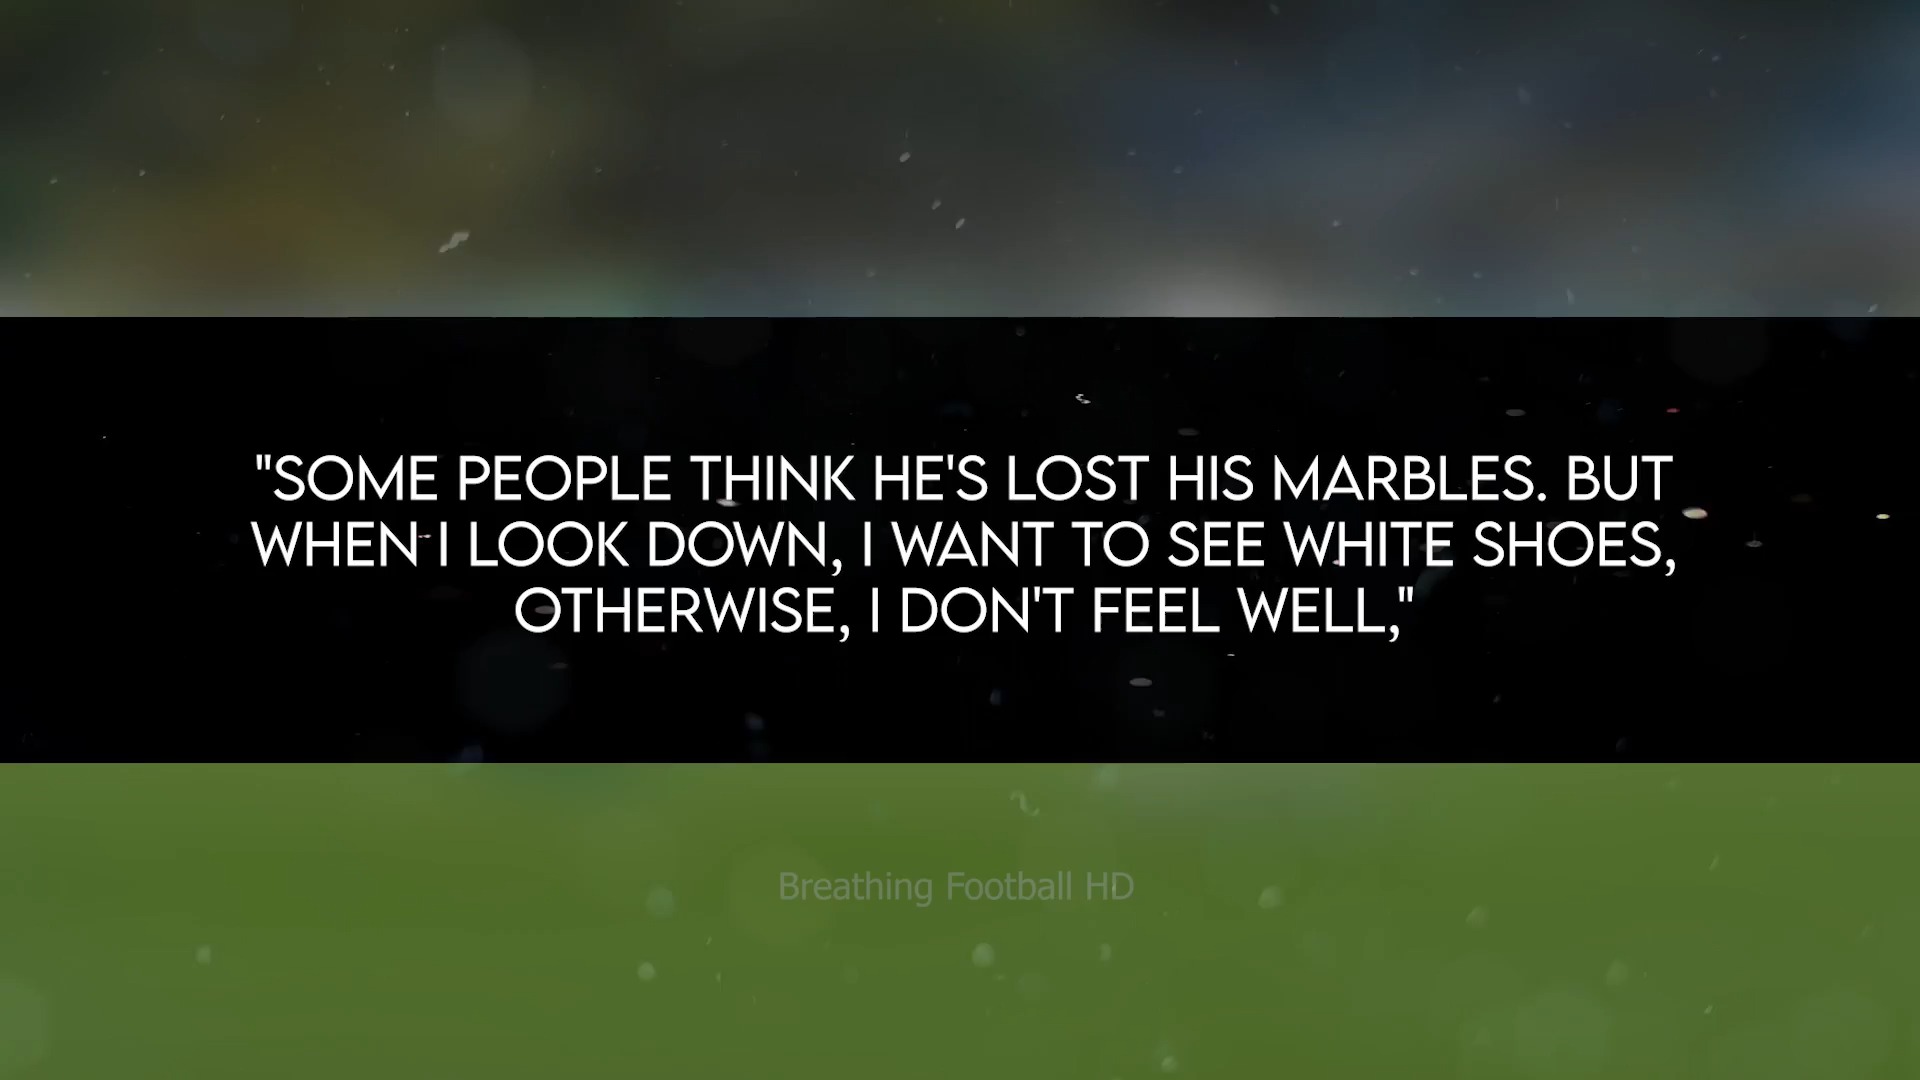 "SOME PEOPLE THINK HE'S LOST HIS MARBLES. BUT
WHEN I LOOK DOWN, I WANT TO SEE WHITE SHOES,
OTHERWISE, I DON'T FEEL WELL,"
Breathing Football HD